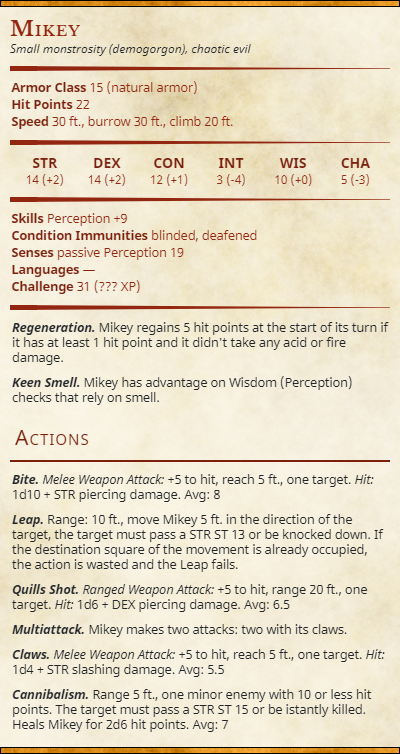 Mikey
Small monstrosity (demogorgon), chaotic evil
Armor Class 15 (natural armor)
Hit Points 22
Speed 30 ft., burrow 30 ft., climb 20 ft.
STR DEX CON INT WIS CHA
14 (+2) 14 (+2) 12 (+1) 3 (-4) 10 (+0) 5 (-3)
Skills Perception +9
Condition Immunities blinded, deafened
Senses passive Perception 19
Languages —
Challenge 31 (??? XP)
Regeneration. Mikey regains 5 hit points at the start of its turn if
it has at least 1 hit point and it didn't take any acid or fire
damage.
Keen Smell. Mikey has advantage on Wisdom (Perception)
checks that rely on smell.
Actions
Bite. Melee Weapon Attack: +5 to hit, reach 5 ft., one target. Hit:
1d10 + STR piercing damage. Avg: 8
Leap. Range: 10 ft., move Mikey 5 ft. in the direction of the
target, the target must pass a STR ST 13 or be knocked down. If
the destination square of the movement is already occupied,
the action is wasted and the Leap fails.
Quills Shot. Ranged Weapon Attack: +5 to hit, range 20 ft., one
target. Hit: 1d6 + DEX piercing damage. Avg: 6.5
Multiattack. Mikey makes two attacks: two with its claws.
Claws. Melee Weapon Attack: +5 to hit, reach 5 ft., one target. Hit:
1d4 + STR slashing damage. Avg: 5.5
Cannibalism. Range 5 ft., one minor enemy with 10 or less hit
points. The target must pass a STR ST 15 or be istantly killed.
Heals Mikey for 2d6 hit points. Avg: 7